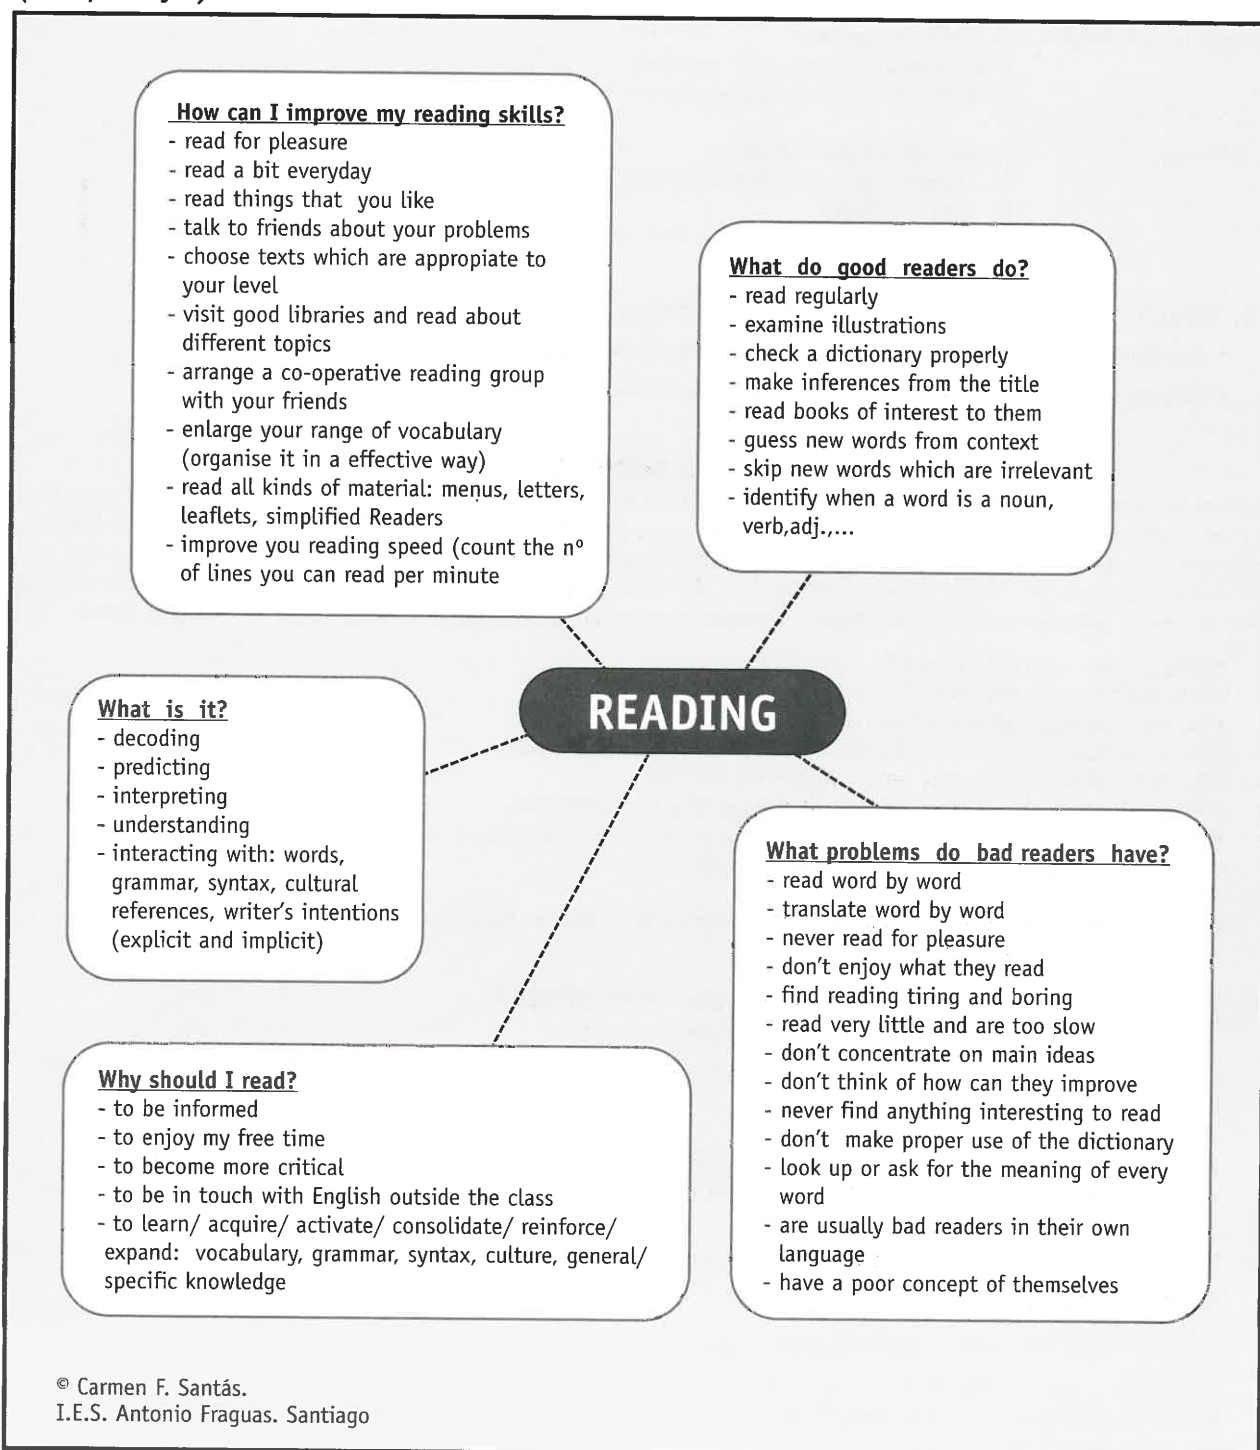 How can I improve my reading skills?
- read for pleasure
- read a bit everyday
- read things that you like
- talk to friends about your problems
- choose texts which are appropiate to
your level
- visit good libraries and read about
different topics
- arrange a co-operative reading group
with your friends
- enlarge your range of vocabulary
(organise it in a effective way)
- read all kinds of material: menus, letters,
leaflets, simplified Readers
- improve you reading speed (count the nº
of lines you can read per minute
What do good readers do?
- read regularly
- examine illustrations
- check a dictionary properly
- make inferences from the title
- read books of interest to them
- guess new words from context
- skip new words which are irrelevant
- identify when a word is a noun,
verb,adj.,...
READING
What is it?
- decoding
- predicting
- interpreting
- understanding
- interacting with: words,
grammar, syntax, cultural
references, writer's intentions
(explicit and implicit)
What problems do bad readers have?
- read word by word
- translate word by word
- never read for pleasure
- don't enjoy what they read
- find reading tiring and boring
- read very little and are too slow
- don't concentrate on main ideas
- don't think of how can they improve
- never find anything interesting to read
- don't make proper use of the dictionary
- look up or ask for the meaning of every
word
- are usually bad readers in their own
language
- have a poor concept of themselves
Why should I read?
- to be informed
- to enjoy my free time
- to become more critical
- to be in touch with English outside the class
- to learn/ acquire/ activate/ consolidate/ reinforce/
expand: vocabulary, grammar, syntax, culture, general/
specific knowledge
© Carmen F. Santás.
I.E.S. Antonio Fraguas. Santiago